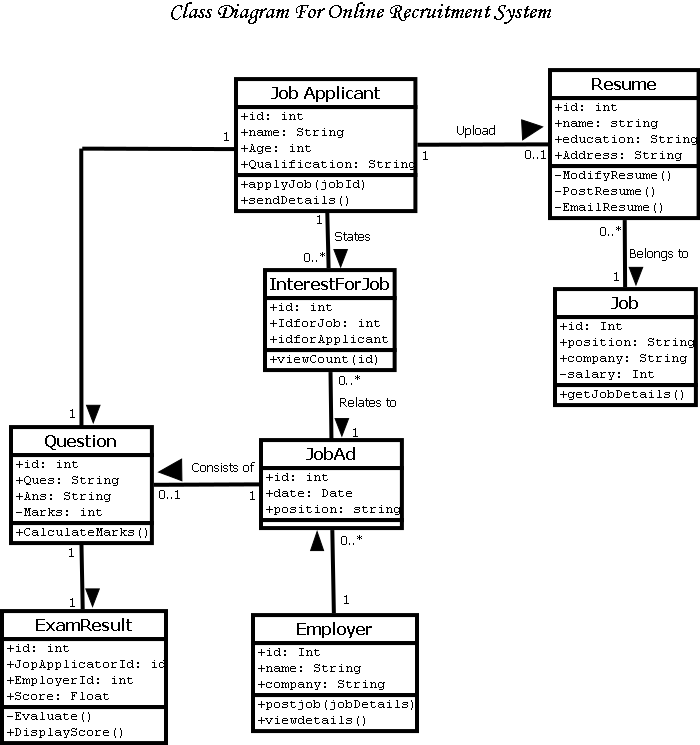 Class Diagram For Online Recruitment System
Job Applicant
+id: int
+name: String
+Age: int
+Qualification: String
+applyJob(jobId)
+sendDetails()
Resume
+id: int
+name: string
+education: String
+Address: String
-ModifyResume()
-PostResume()
-EmailResume()
1
Upload
1
0..1
1
States
0..*
0..*
Belongs to
1
InterestForJob
+id: int
+IdforJob: int
+idforApplicant
+viewCount(id)
Job
+id: Int
+position: String
+company: String
-salary: Int
+getJobDetails()
0..*
Relates to
1
1
Question
+id: int
+Ques: String
+Ans: String
-Marks: int
+CalculateMarks()
Consists of
0..1
1
JobAd
+id: int
+date: Date
+position: string
1
1
0..*
1
ExamResult
+id: int
+JopApplicatorId: id
+EmployerId: int
+Score: Float
-Evaluate()
+DisplayScore()
Employer
+id: Int
+name: String
+company: String
+postjob(jobDetails)
+viewdetails()